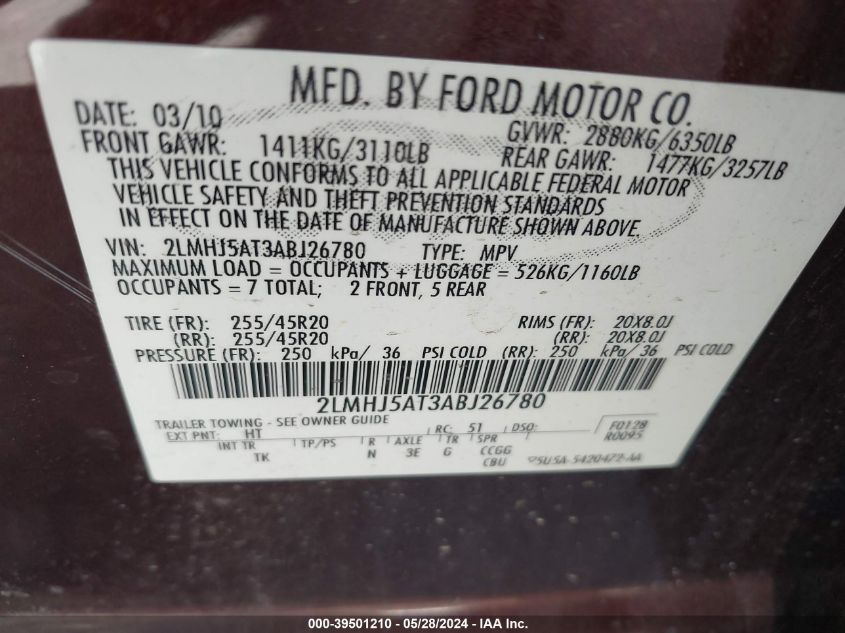 MFD. BY FORD MOTOR CO.
DATE: 03/10 GVWR: 2880KG/6350LB
FRONT GAWR: 1411KG/3110LB REAR GAWR: 1477KG/3257LB
THIS VEHICLE CONFORMS TO ALL APPLICABLE FEDERAL MOTOR
VEHICLE SAFETY AND THEFT PREVENTION STANDARDS
IN EFFECT ON THE DATE OF MANUFACTURE SHOWN ABOVE.
VIN: 2LMHJ5AT3ABJ26780 TYPE: MPV
MAXIMUM LOAD = OCCUPANTS + LUGGAGE = 526KG/1160LB
OCCUPANTS = 7 TOTAL; 2 FRONT, 5 REAR
TIRE (FR): 255/45R20 RIMS (FR): 20X8.0J
(RR): 255/45R20 (RR): 20X8.0J
PRESSURE (FR): 250 kPa/ 36 PSI COLD (RR): 250 kPa/ 36 PSI COLD
2LMHJ5AT3ABJ26780
TRAILER TOWING - SEE OWNER GUIDE
EXT PNT: HT RC: 51 DSO: F0128
R0095
INT TR TP/PS R AXLE TR SPR
TK N 3E G CCGG
CBU 5U5A-5420472-AA
000-39501210 - 05/28/2024 - IAA Inc.